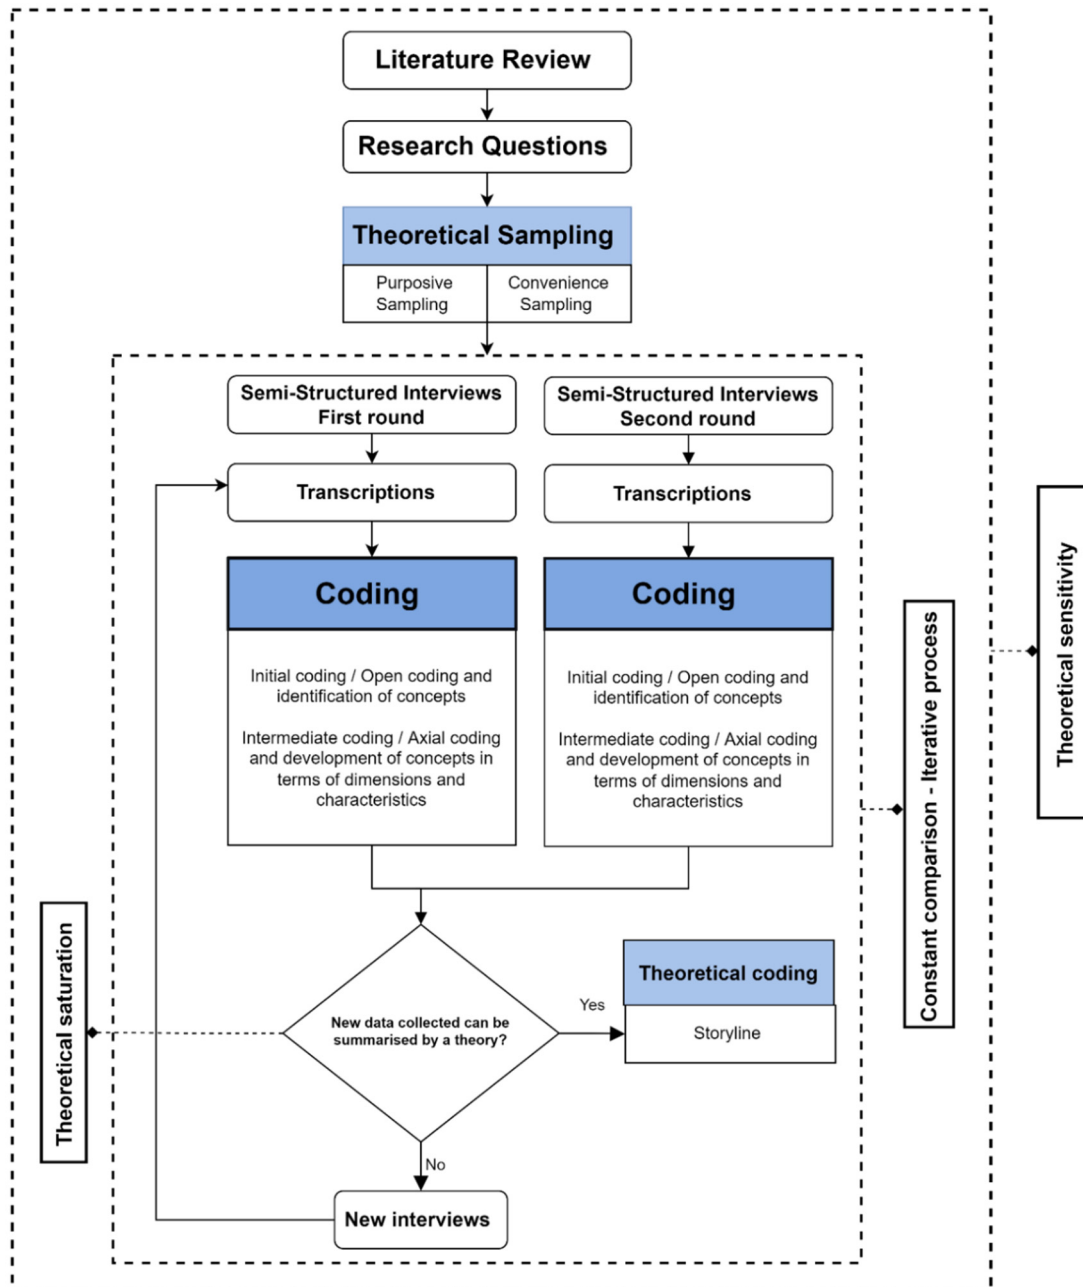 Literature Review
Research Questions
Theoretical Sampling
Purposive
Sampling
Convenience
Sampling
Semi-Structured Interviews
First round
Semi-Structured Interviews
Second round
Transcriptions
Transcriptions
Coding
Coding
Initial coding / Open coding and
identification of concepts
Intermediate coding / Axial coding
and development of concepts in
terms of dimensions and
characteristics
Initial coding / Open coding and
identification of concepts
Intermediate coding / Axial coding
and development of concepts in
terms of dimensions and
characteristics
Theoretical sensitivity
Constant comparison - Iterative process
Theoretical saturation
New data collected can be
summarised by a theory?
Yes
Theoretical coding
Storyline
No
New interviews